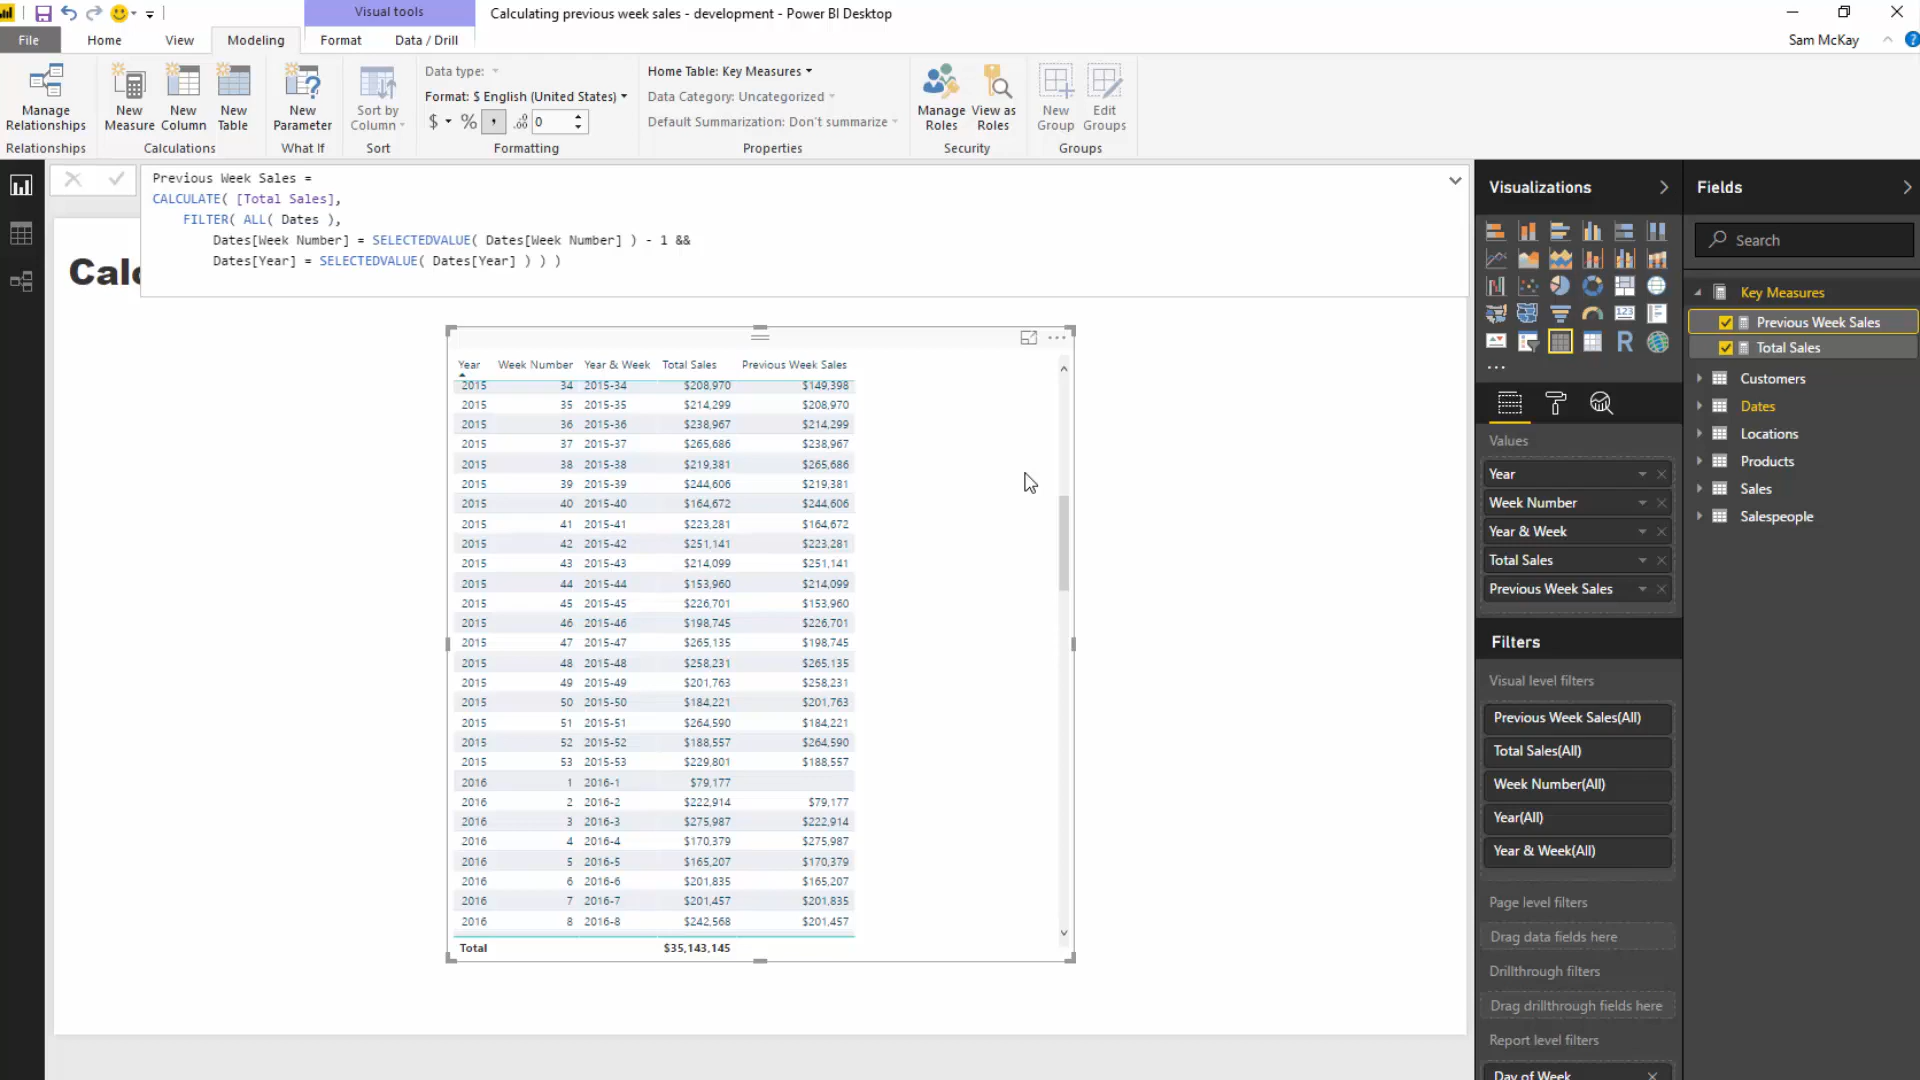 Visual tools
Calculating previous week sales - development - Power BI Desktop
File
Home
View
Modeling
Format
Data / Drill
Sam McKay
Manage Relationships
New Measure
New Column
New Table
New Parameter
Sort by Column
Data type:
Format: $ English (United States)
$ % , 0
Home Table: Key Measures
Data Category: Uncategorized
Default Summarization: Don't summarize
Manage Roles
View as Roles
New Group
Edit Groups
Relationships
Calculations
What If
Sort
Formatting
Properties
Security
Groups
Previous Week Sales =
CALCULATE( [Total Sales],
FILTER( ALL( Dates ),
Dates[Week Number] = SELECTEDVALUE( Dates[Week Number] ) - 1 &&
Dates[Year] = SELECTEDVALUE( Dates[Year] ) ) )
Calc
Year Week Number Year & Week Total Sales Previous Week Sales
2015 34 2015-34 $208,970 $149,398
2015 35 2015-35 $214,299 $208,970
2015 36 2015-36 $238,967 $214,299
2015 37 2015-37 $265,686 $238,967
2015 38 2015-38 $219,381 $265,686
2015 39 2015-39 $244,606 $219,381
2015 40 2015-40 $164,672 $244,606
2015 41 2015-41 $223,281 $164,672
2015 42 2015-42 $251,141 $223,281
2015 43 2015-43 $214,099 $251,141
2015 44 2015-44 $153,960 $214,099
2015 45 2015-45 $226,701 $153,960
2015 46 2015-46 $198,745 $226,701
2015 47 2015-47 $265,135 $198,745
2015 48 2015-48 $258,231 $265,135
2015 49 2015-49 $201,763 $258,231
2015 50 2015-50 $184,221 $201,763
2015 51 2015-51 $264,590 $184,221
2015 52 2015-52 $188,557 $264,590
2015 53 2015-53 $229,801 $188,557
2016 1 2016-1 $79,177
2016 2 2016-2 $222,914 $79,177
2016 3 2016-3 $275,987 $222,914
2016 4 2016-4 $170,379 $275,987
2016 5 2016-5 $165,207 $170,379
2016 6 2016-6 $201,835 $165,207
2016 7 2016-7 $201,457 $201,835
2016 8 2016-8 $242,568 $201,457
Total $35,143,145
Visualizations
123
R
Values
Year
Week Number
Year & Week
Total Sales
Previous Week Sales
Filters
Visual level filters
Previous Week Sales(All)
Total Sales(All)
Week Number(All)
Year(All)
Year & Week(All)
Page level filters
Drag data fields here
Drillthrough filters
Drag drillthrough fields here
Report level filters
Day of Week
Fields
Search
Key Measures
Previous Week Sales
Total Sales
Customers
Dates
Locations
Products
Sales
Salespeople